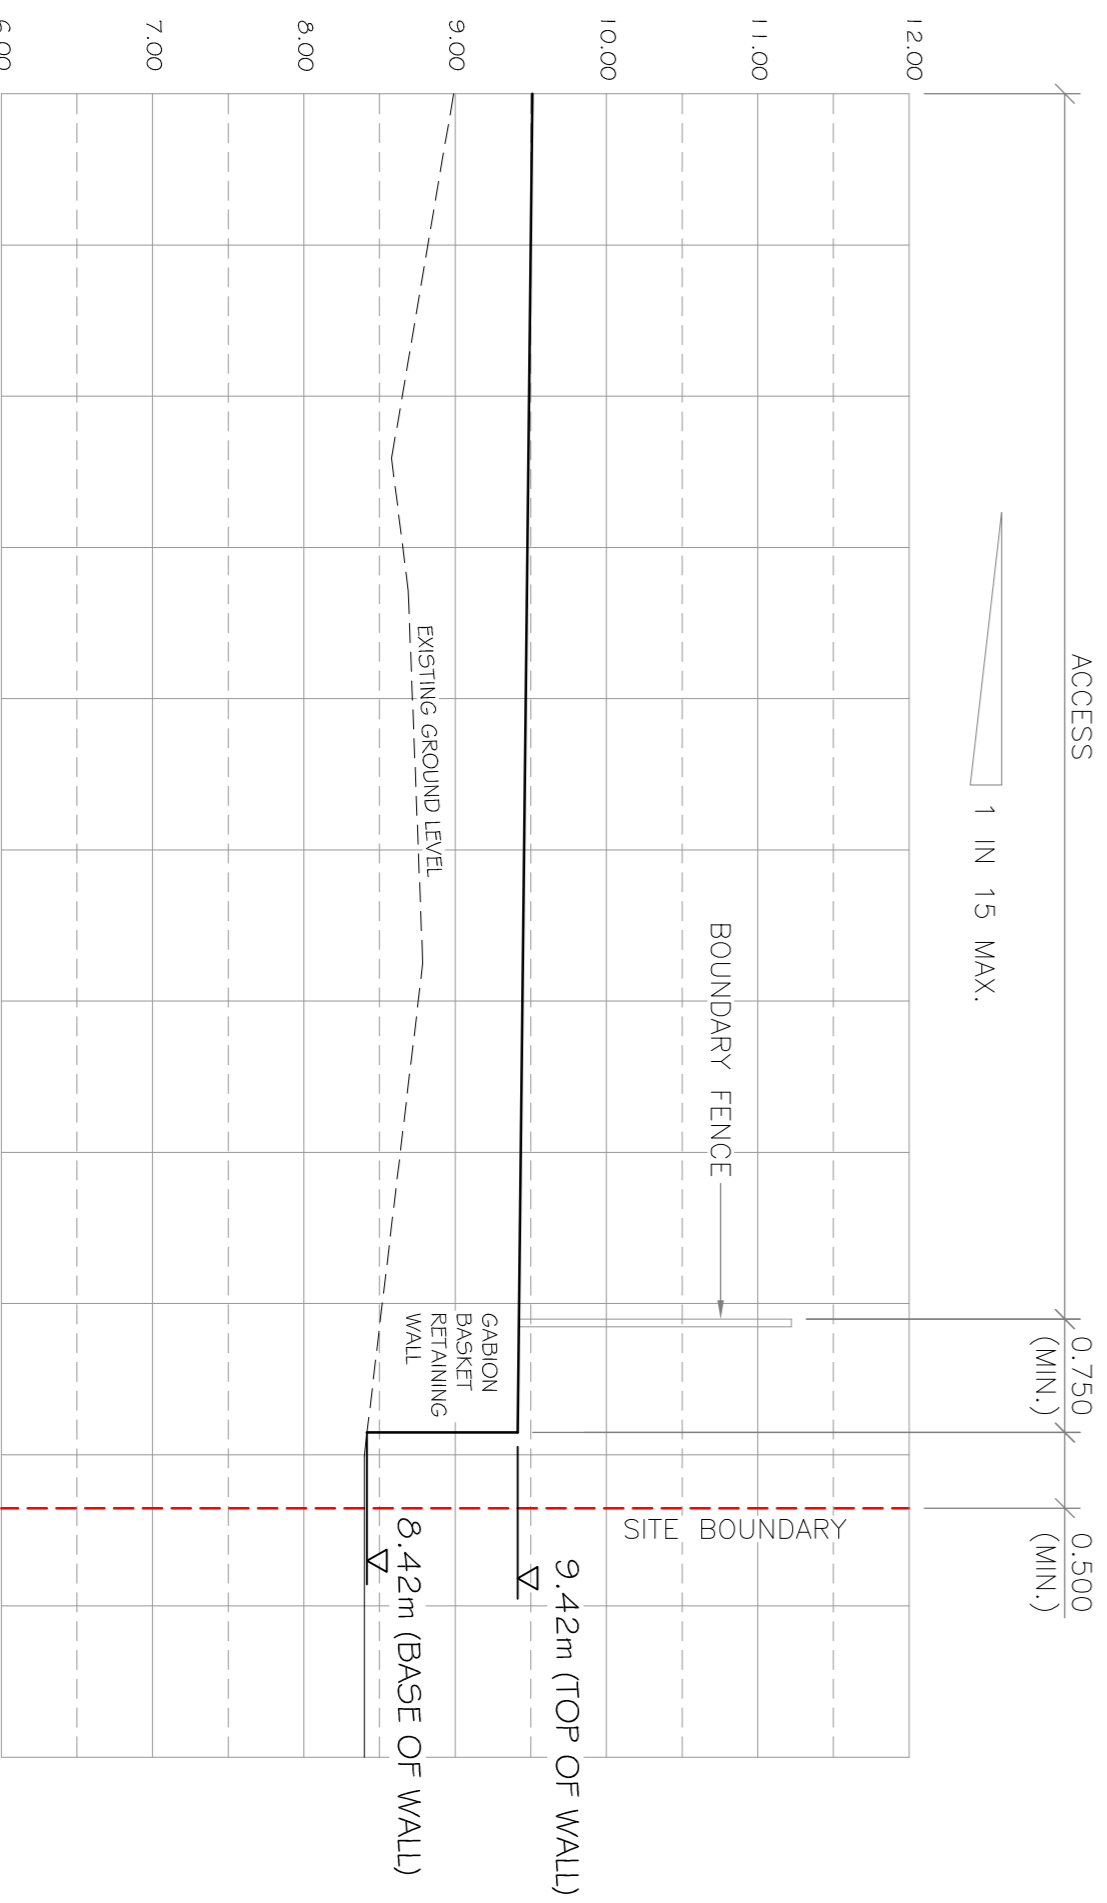 ACCESS
0.750
(MIN.)
0.500
(MIN.)
1 IN 15 MAX.
12.00
11.00
10.00
9.00
8.00
7.00
6.00
BOUNDARY FENCE
SITE BOUNDARY
EXISTING GROUND LEVEL
GABION
BASKET
RETAINING
WALL
9.42m (TOP OF WALL)
8.42m (BASE OF WALL)